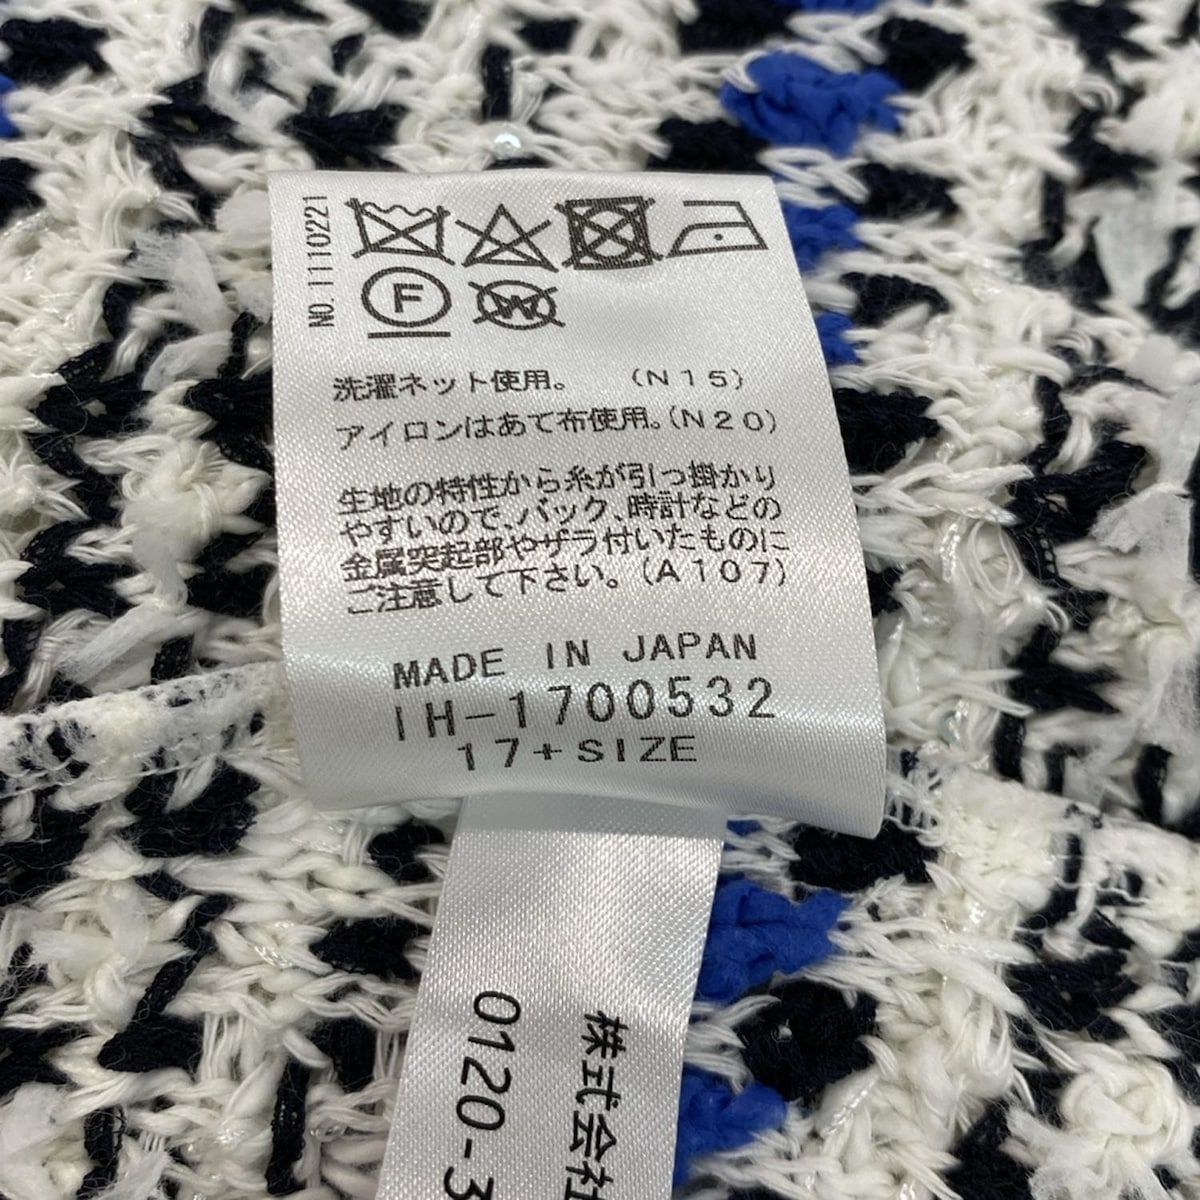 NO.1110221
F
W
洗濯ネット使用。 (N15)
アイロンはあて布使用。(N20)
生地の特性から糸が引っ掛かり
やすいので、バック、時計などの
金属突起部やザラ付いたものに
ご注意して下さい。(A107)
MADE IN JAPAN
IH-1700532
17+SIZE
株式会社
0120-3